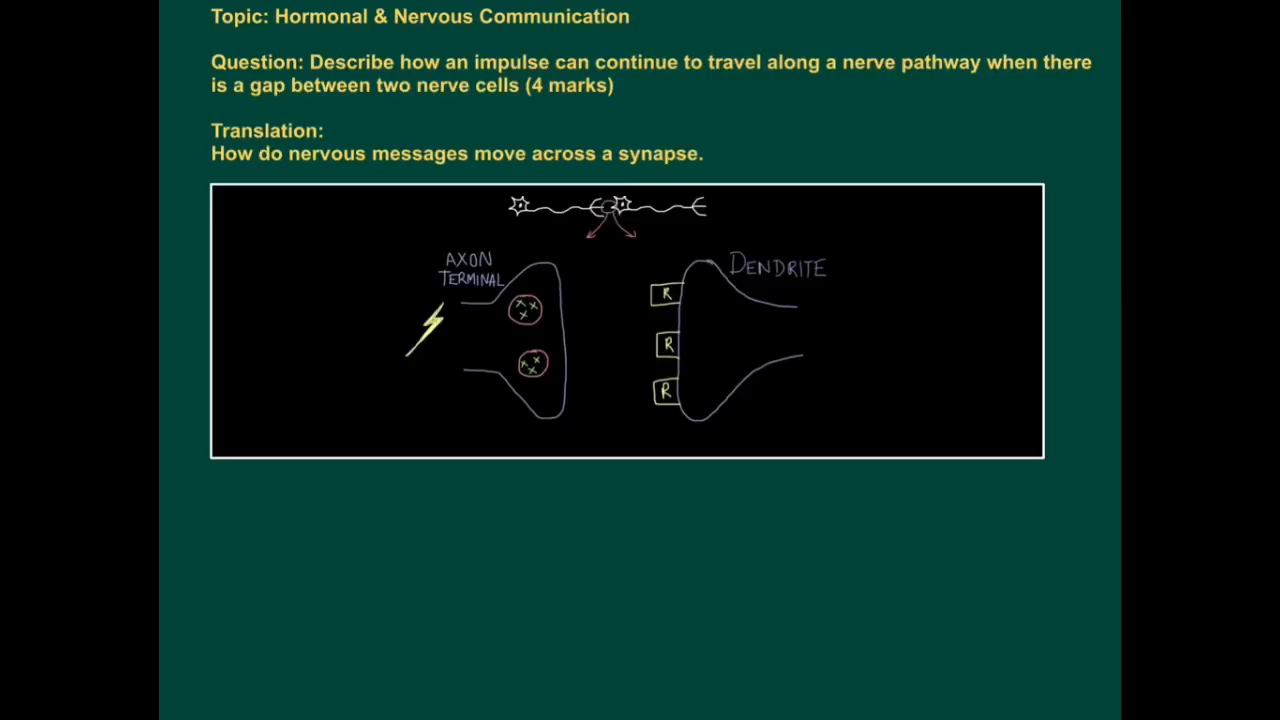 Topic: Hormonal & Nervous Communication
Question: Describe how an impulse can continue to travel along a nerve pathway when there
is a gap between two nerve cells (4 marks)
Translation:
How do nervous messages move across a synapse.
AXON
TERMINAL
DENDRITE
R
R
R